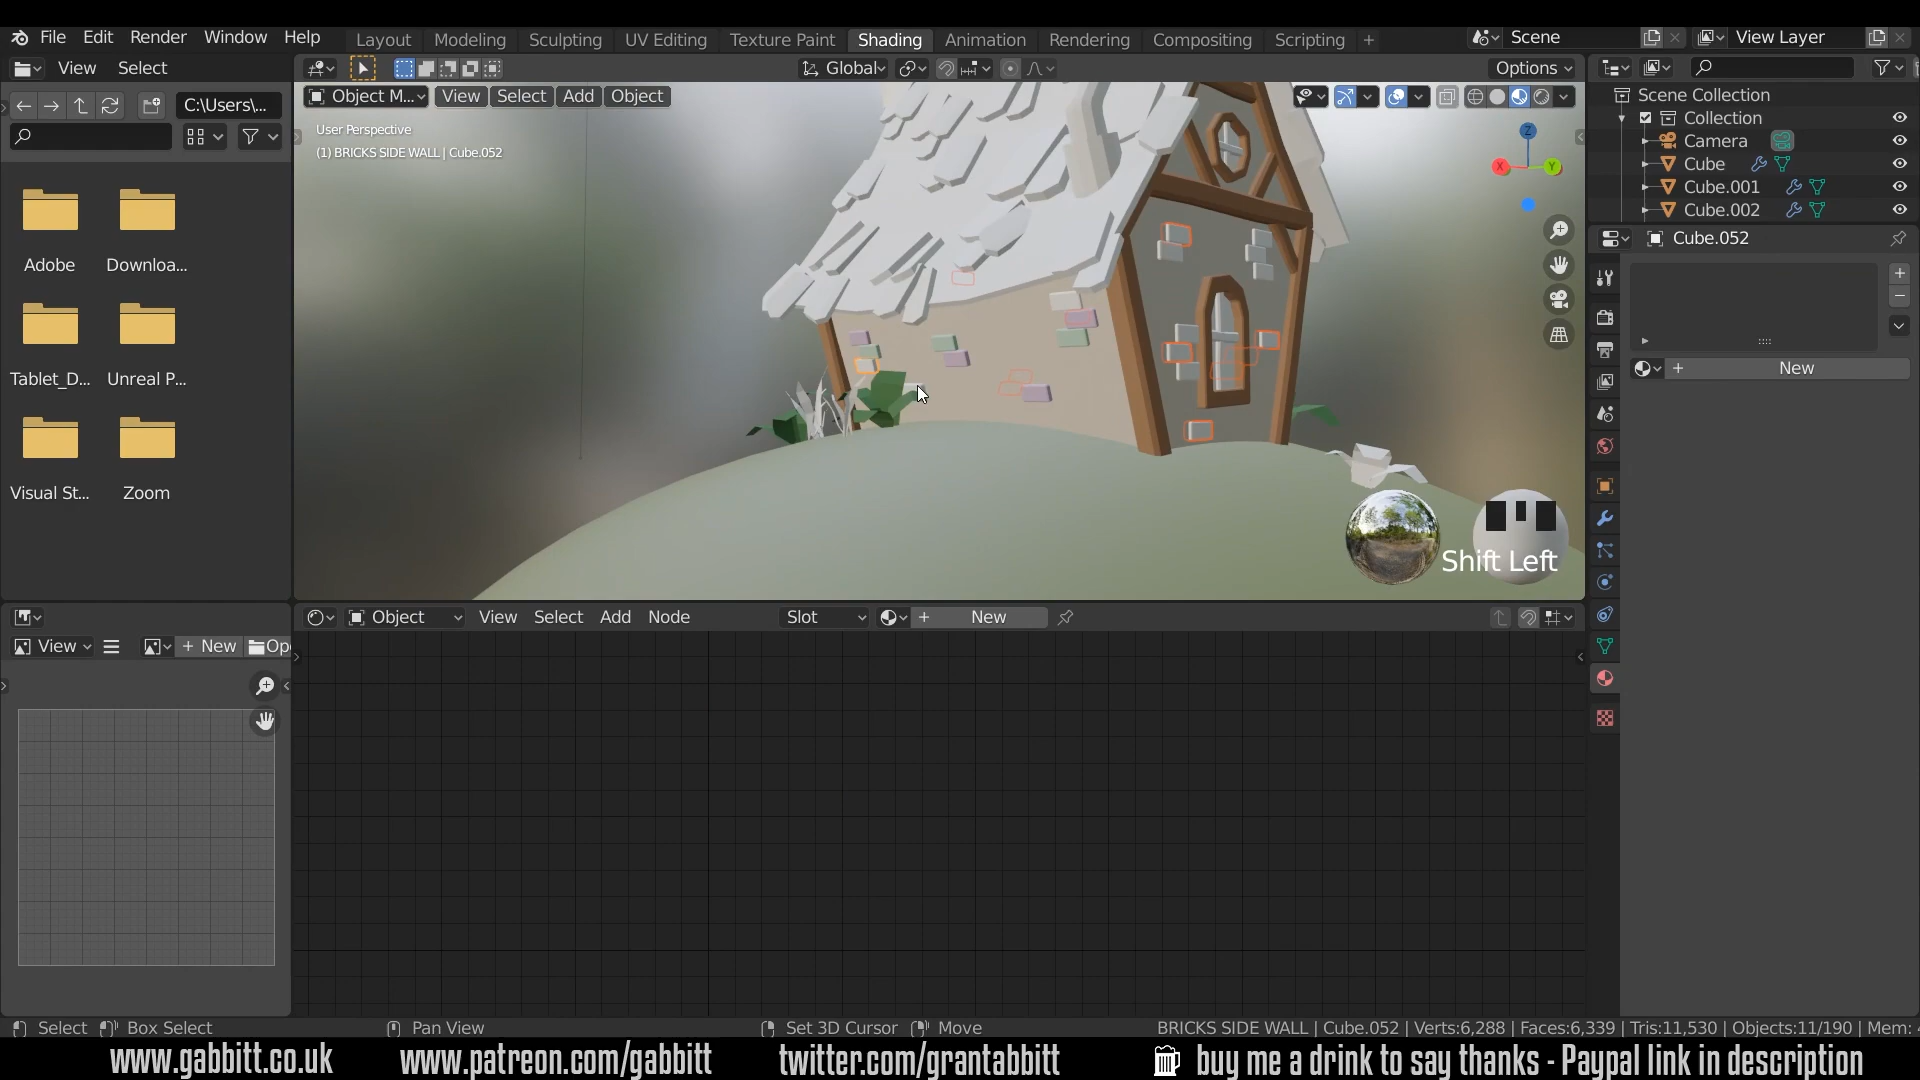 File Edit Render Window Help Layout Modeling Sculpting UV Editing Texture Paint Shading Animation Rendering Compositing Scripting + Scene View Layer
View Select Global Options
C:\Users\... Object M... View Select Add Object
User Perspective
(1) BRICKS SIDE WALL | Cube.052
Z
X Y
Scene Collection
Collection
Camera
Cube
Cube.001
Cube.002
Cube.052
New
Adobe Downloa...
Tablet_D... Unreal P...
Visual St... Zoom
Shift Left
Object View Select Add Node Slot New
View New Ope
Select Box Select Pan View Set 3D Cursor Move BRICKS SIDE WALL | Cube.052 | Verts:6,288 | Faces:6,339 | Tris:11,530 | Objects:11/190 | Mem:
www.gabbitt.co.uk www.patreon.com/gabbitt twitter.com/grantabbitt buy me a drink to say thanks - Paypal link in description